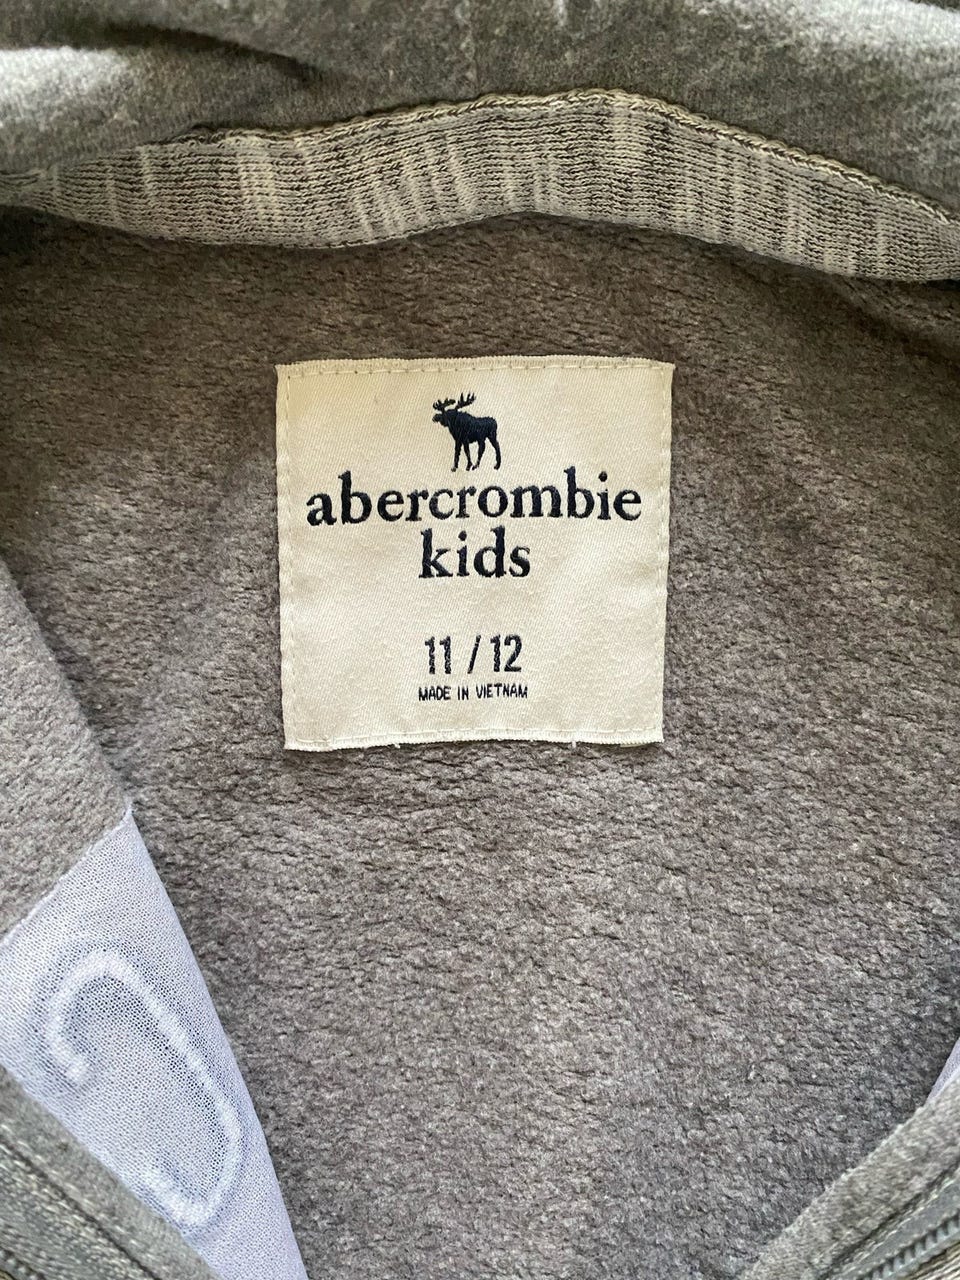 abercrombie
kids
11 / 12
MADE IN VIETNAM